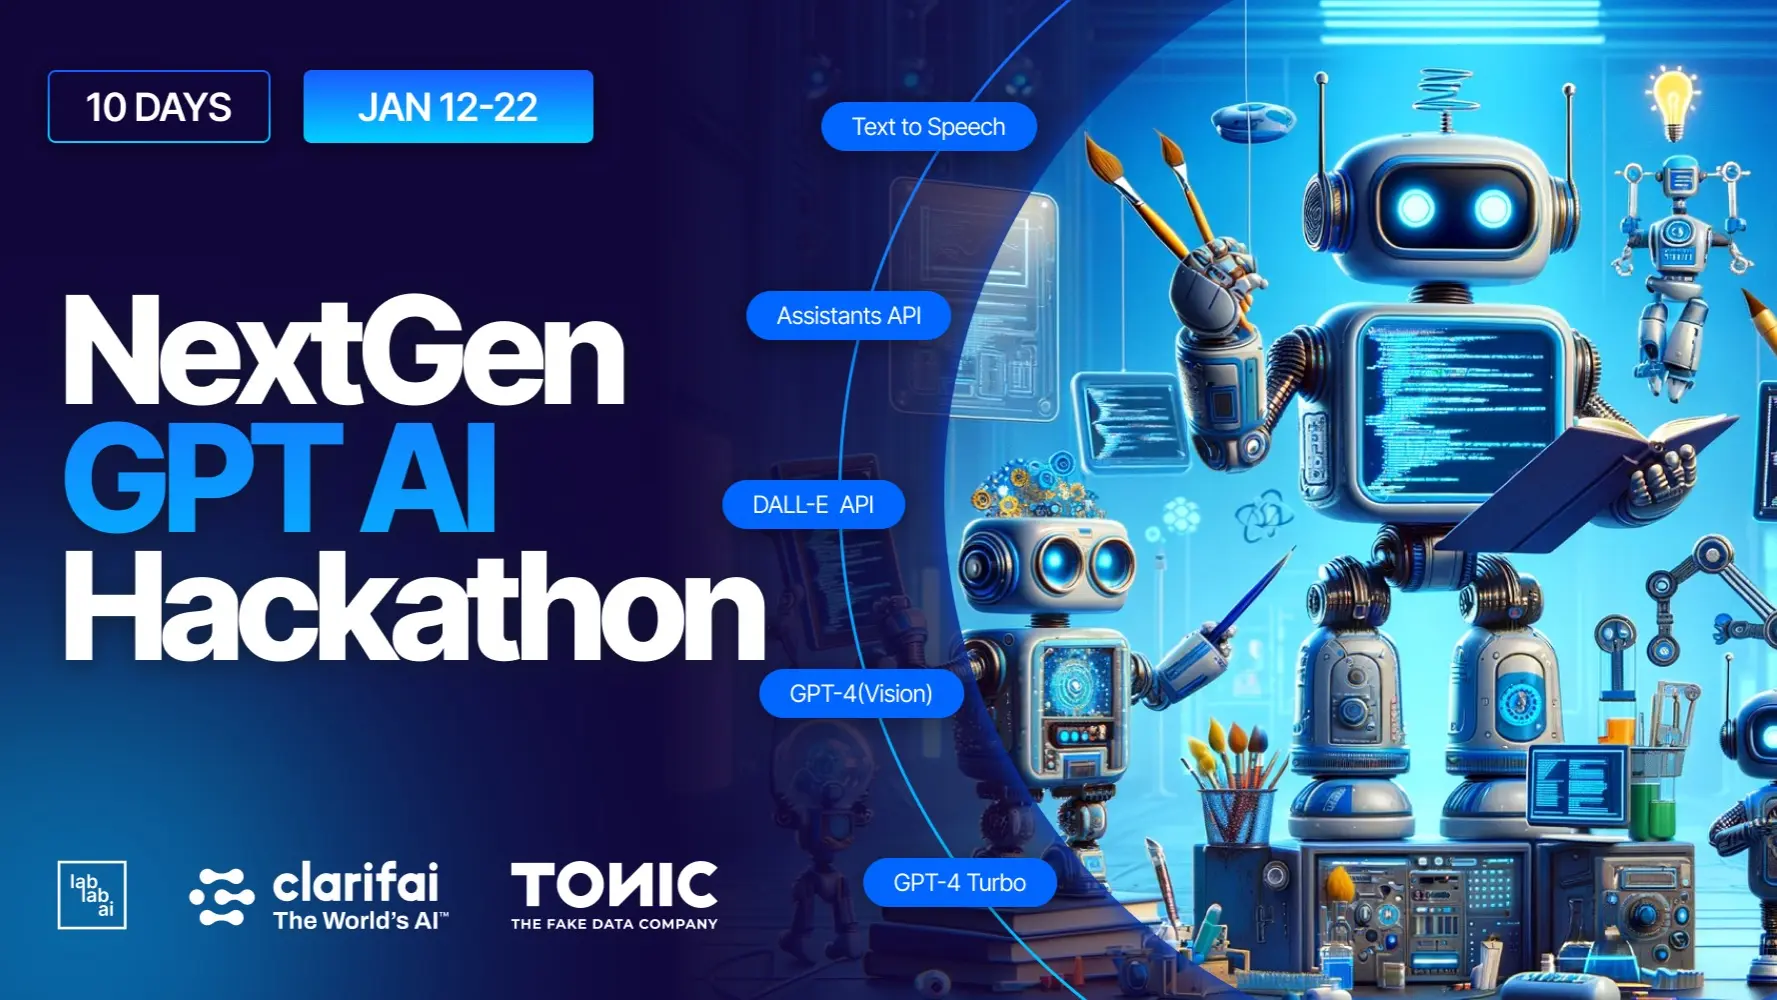 10 DAYS
JAN 12-22
NextGen
GPT AI
Hackathon
Text to Speech
Assistants API
DALL-E API
GPT-4(Vision)
GPT-4 Turbo
lab
lab
ai
clarifai
The World's AI™
TONIC
THE FAKE DATA COMPANY